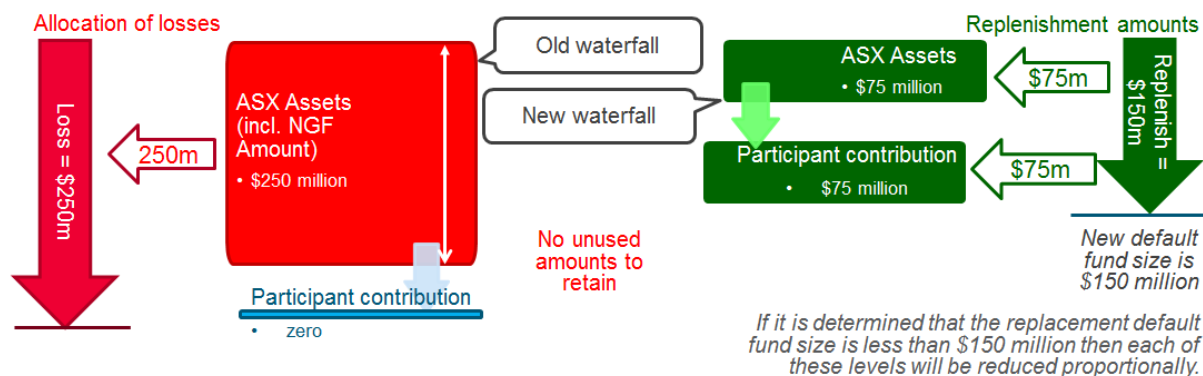 Allocation of losses
Loss = $250m
250m
ASX Assets
(incl. NGF
Amount)
• $250 million
Participant contribution
• zero
Old waterfall
New waterfall
No unused
amounts to
retain
Replenishment amounts
ASX Assets
• $75 million
$75m
Participant contribution
• $75 million
$75m
Replenish =
$150m
New default
fund size is
$150 million
If it is determined that the replacement default
fund size is less than $150 million then each of
these levels will be reduced proportionally.